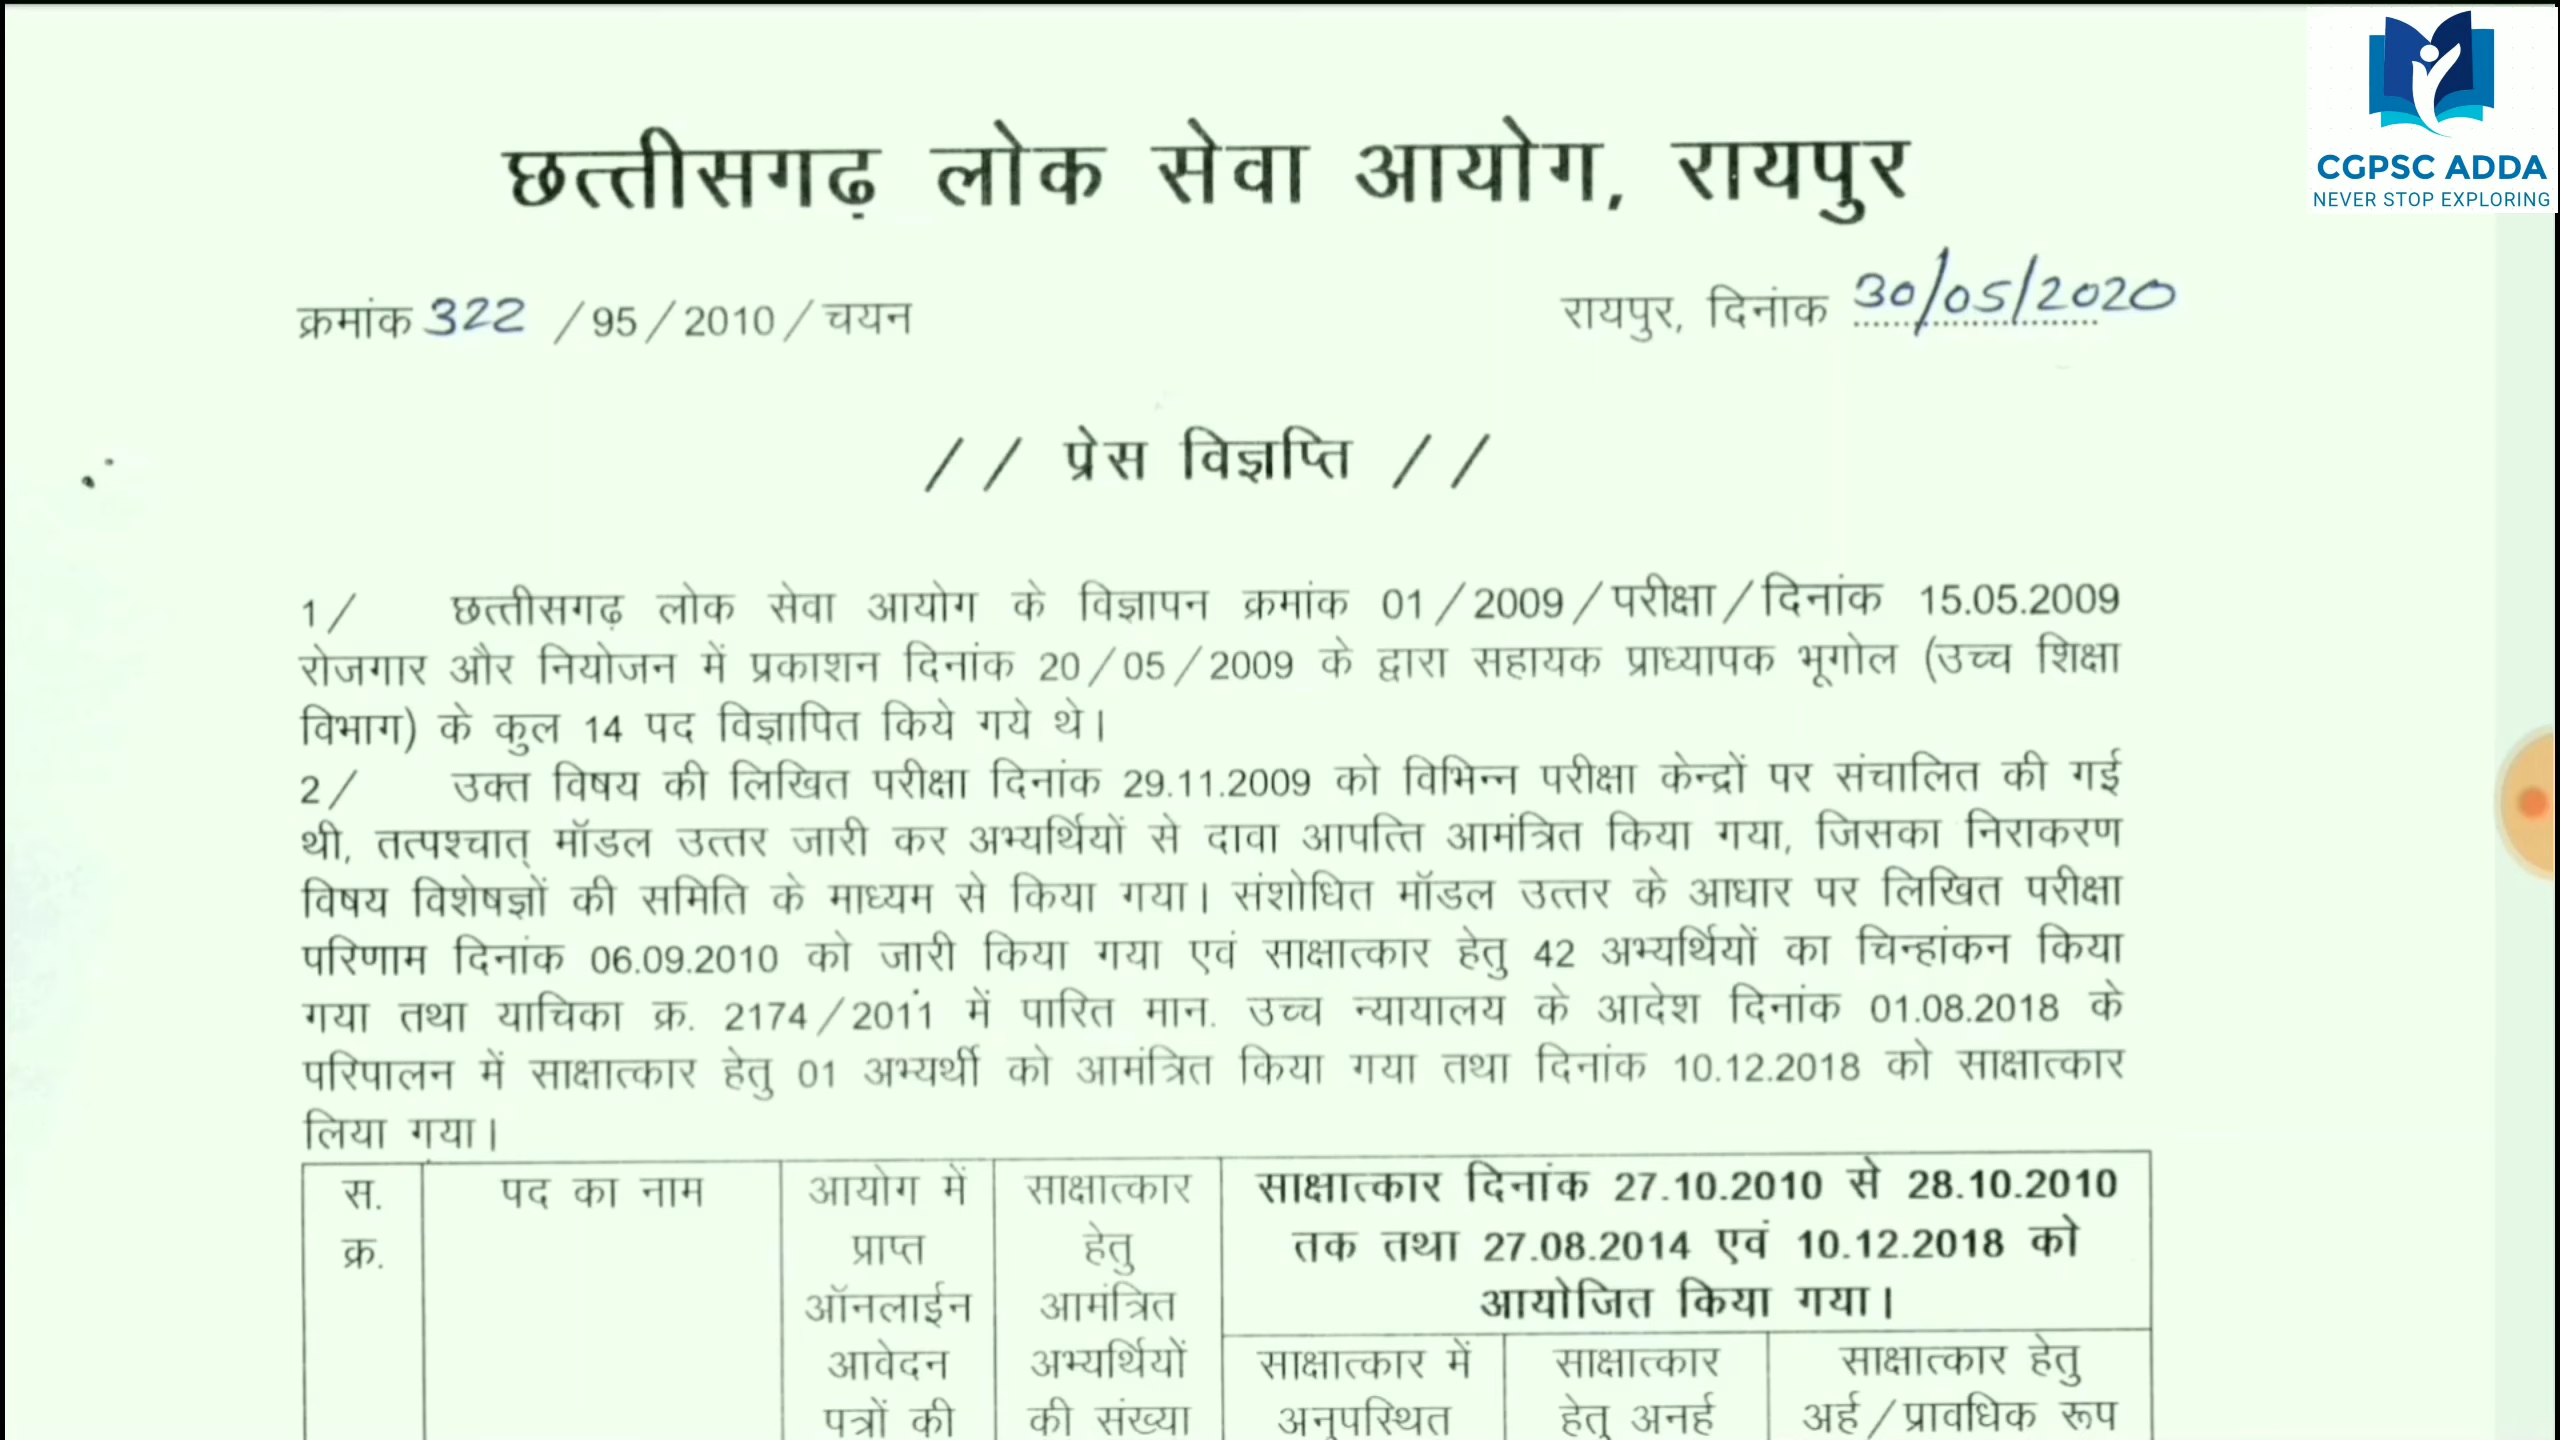 CGPSC ADDA
NEVER STOP EXPLORING
छत्तीसगढ़ लोक सेवा आयोग, रायपुर
क्रमांक 322 /95/2010/चयन
रायपुर, दिनांक 30/05/2020
// प्रेस विज्ञप्ति //
1/ छत्तीसगढ़ लोक सेवा आयोग के विज्ञापन क्रमांक 01/2009/परीक्षा/दिनांक 15.05.2009
रोजगार और नियोजन में प्रकाशन दिनांक 20/05/2009 के द्वारा सहायक प्राध्यापक भूगोल (उच्च शिक्षा
विभाग) के कुल 14 पद विज्ञापित किये गये थे।
2/ उक्त विषय की लिखित परीक्षा दिनांक 29.11.2009 को विभिन्न परीक्षा केन्द्रों पर संचालित की गई
थी, तत्पश्चात् मॉडल उत्तर जारी कर अभ्यर्थियों से दावा आपत्ति आमंत्रित किया गया, जिसका निराकरण
विषय विशेषज्ञों की समिति के माध्यम से किया गया। संशोधित मॉडल उत्तर के आधार पर लिखित परीक्षा
परिणाम दिनांक 06.09.2010 को जारी किया गया एवं साक्षात्कार हेतु 42 अभ्यर्थियों का चिन्हांकन किया
गया तथा याचिका क्र. 2174/2011 में पारित मान. उच्च न्यायालय के आदेश दिनांक 01.08.2018 के
परिपालन में साक्षात्कार हेतु 01 अभ्यर्थी को आमंत्रित किया गया तथा दिनांक 10.12.2018 को साक्षात्कार
लिया गया।
स.
क्र.
पद का नाम
आयोग में
प्राप्त
ऑनलाईन
आवेदन
पत्रों की
साक्षात्कार
हेतु
आमंत्रित
अभ्यर्थियों
की संख्या
साक्षात्कार दिनांक 27.10.2010 से 28.10.2010
तक तथा 27.08.2014 एवं 10.12.2018 को
आयोजित किया गया।
साक्षात्कार में
अनुपस्थित
साक्षात्कार
हेतु अनर्ह
साक्षात्कार हेतु
अर्ह/प्रावधिक रूप